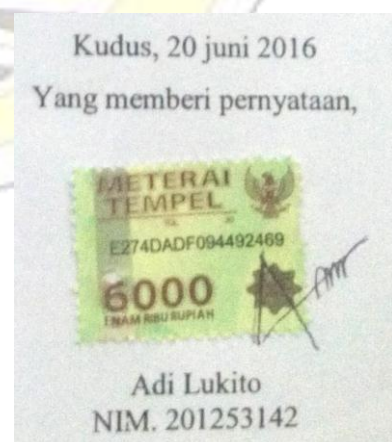 Kudus, 20 juni 2016
Yang memberi pernyataan,
METERAI
TEMPEL
E274DADF094492469
6000
ENAM RIBU RUPIAH
Adi Lukito
NIM. 201253142